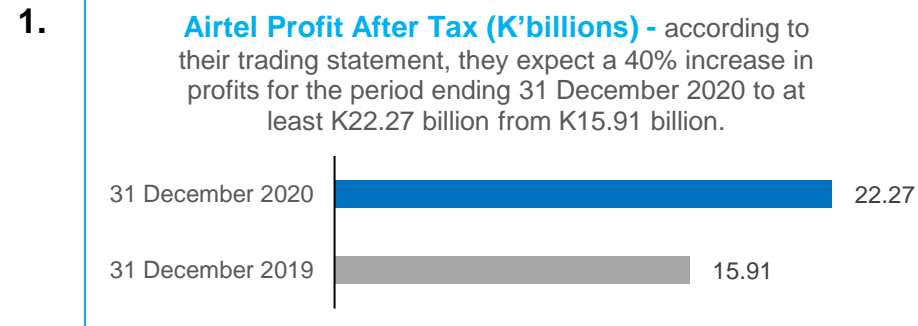 1.
Airtel Profit After Tax (K’billions) - according to
their trading statement, they expect a 40% increase in
profits for the period ending 31 December 2020 to at
least K22.27 billion from K15.91 billion.
31 December 2020 22.27
31 December 2019 15.91